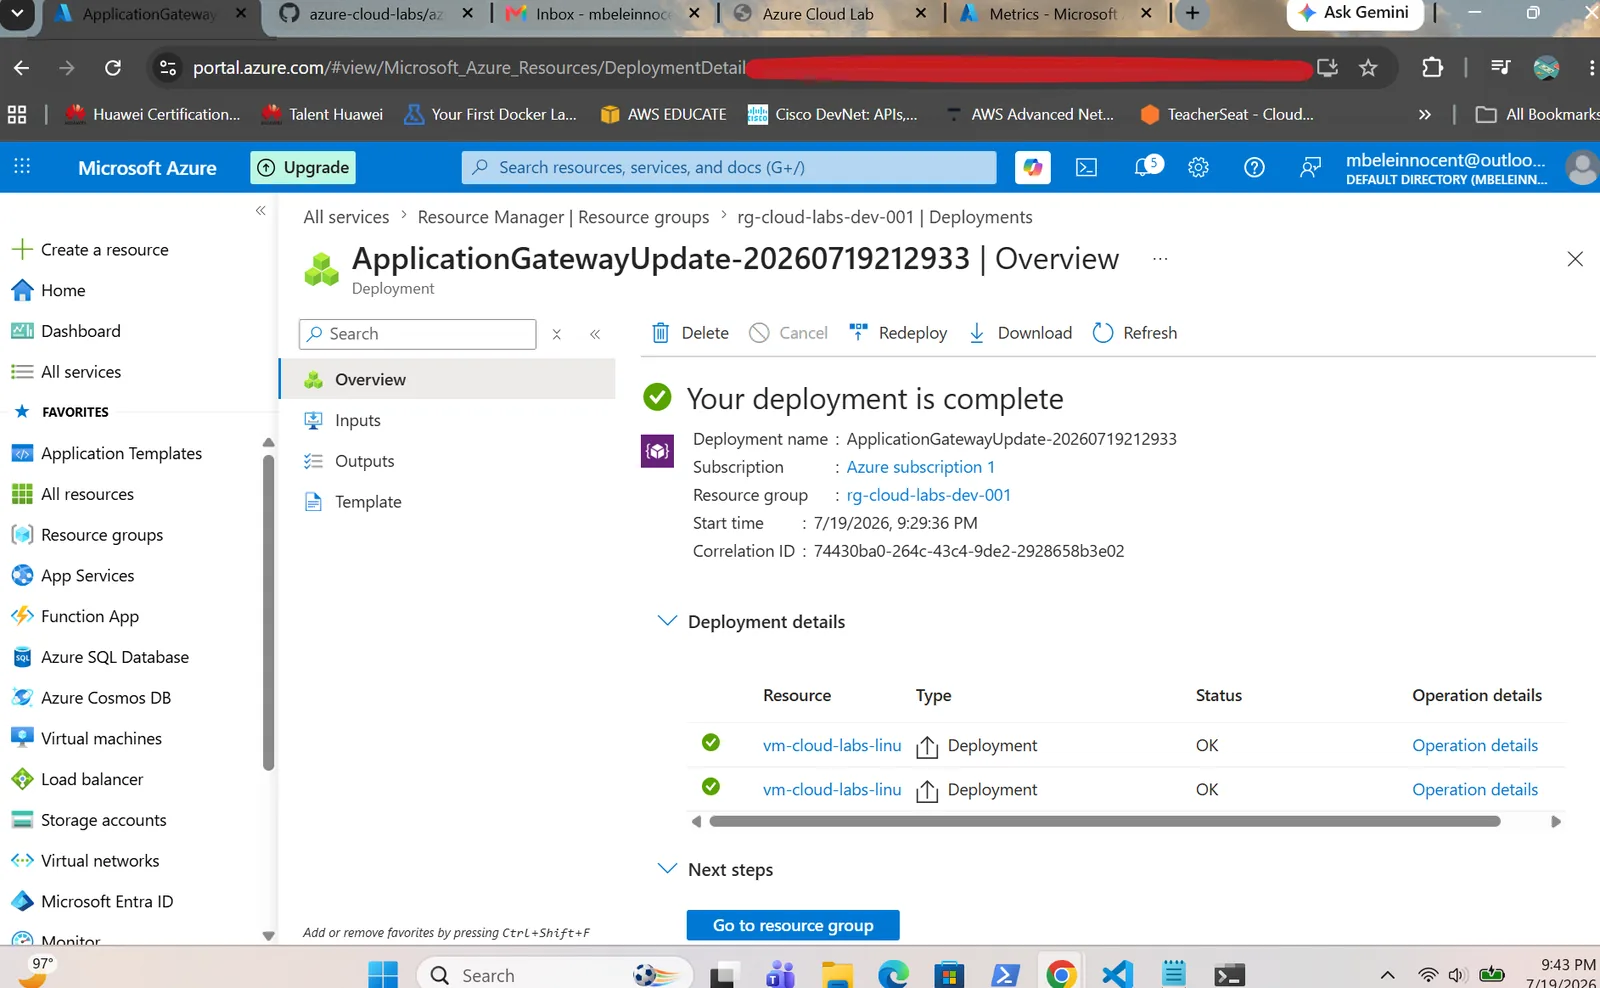 ApplicationGateway
azure-cloud-labs/az
Inbox - mbeleinnoce
Azure Cloud Lab
Metrics - Microsoft
Ask Gemini
portal.azure.com/#view/Microsoft_Azure_Resources/DeploymentDetail
Huawei Certification...
Talent Huawei
Your First Docker La...
AWS EDUCATE
Cisco DevNet: APIs,...
AWS Advanced Net...
TeacherSeat - Cloud...
All Bookmarks
Microsoft Azure
Upgrade
Search resources, services, and docs (G+/)
5
mbeleinnocent@outloo...
DEFAULT DIRECTORY (MBELEINN...
Create a resource
Home
Dashboard
All services
FAVORITES
Application Templates
All resources
Resource groups
App Services
Function App
Azure SQL Database
Azure Cosmos DB
Virtual machines
Load balancer
Storage accounts
Virtual networks
Microsoft Entra ID
Monitor
All services > Resource Manager | Resource groups > rg-cloud-labs-dev-001 | Deployments
ApplicationGatewayUpdate-20260719212933 | Overview ...
Deployment
Search
Overview
Inputs
Outputs
Template
Add or remove favorites by pressing Ctrl+Shift+F
Delete
Cancel
Redeploy
Download
Refresh
Your deployment is complete
Deployment name : ApplicationGatewayUpdate-20260719212933
Subscription : Azure subscription 1
Resource group : rg-cloud-labs-dev-001
Start time : 7/19/2026, 9:29:36 PM
Correlation ID : 74430ba0-264c-43c4-9de2-2928658b3e02
Deployment details
Resource Type Status Operation details
vm-cloud-labs-linu Deployment OK Operation details
vm-cloud-labs-linu Deployment OK Operation details
Next steps
Go to resource group
97°
Search
9:43 PM
7/19/2026